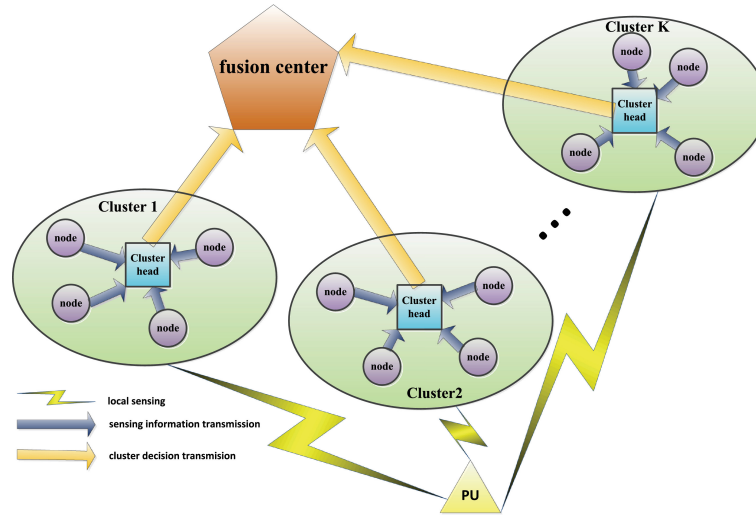 Cluster K
node
node
fusion center
Cluster
head
node
node
Cluster 1
node
node
Cluster
head
node
node
node
node
Cluster
head
node
node
Cluster2
local sensing
sensing information transmission
cluster decision transmision
PU